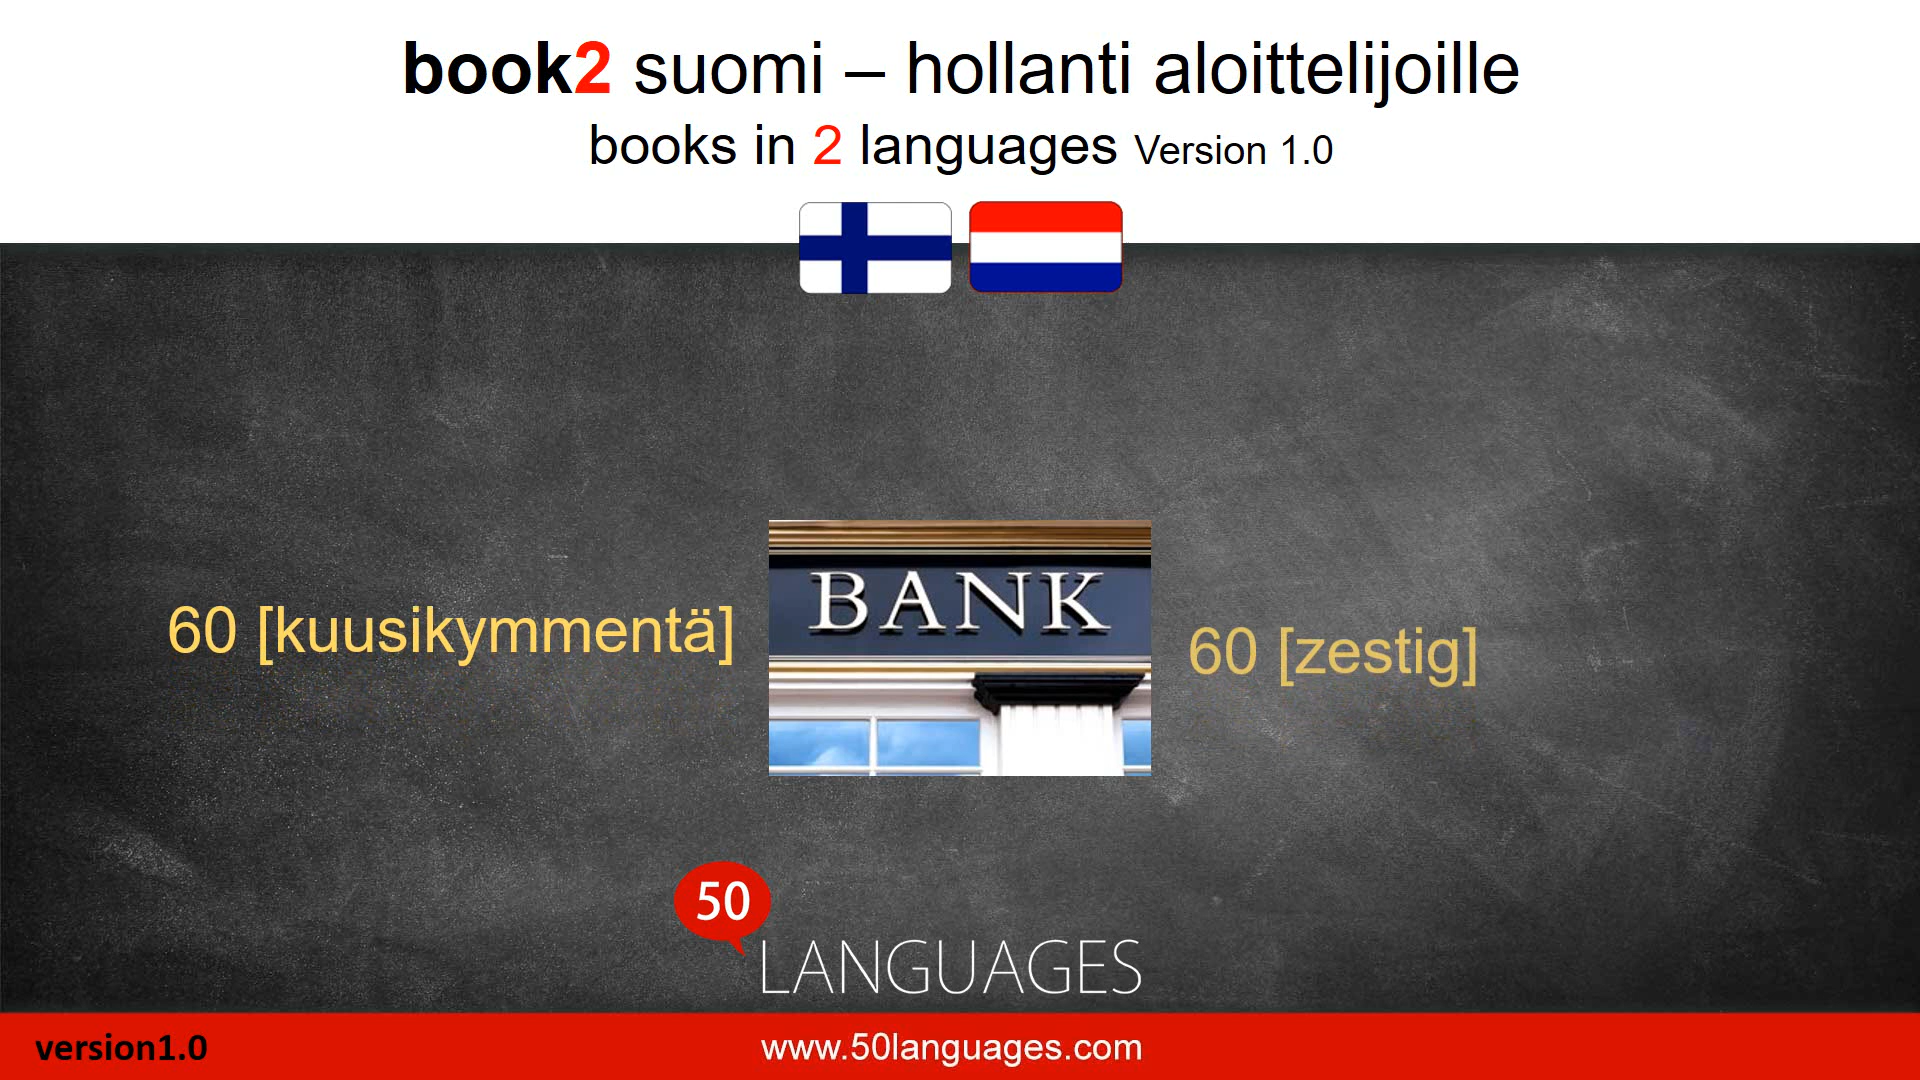 book2 suomi – hollanti aloittelijoille
books in 2 languages Version 1.0
60 [kuusikymmentä]
BANK
60 [zestig]
50
LANGUAGES
version1.0
www.50languages.com